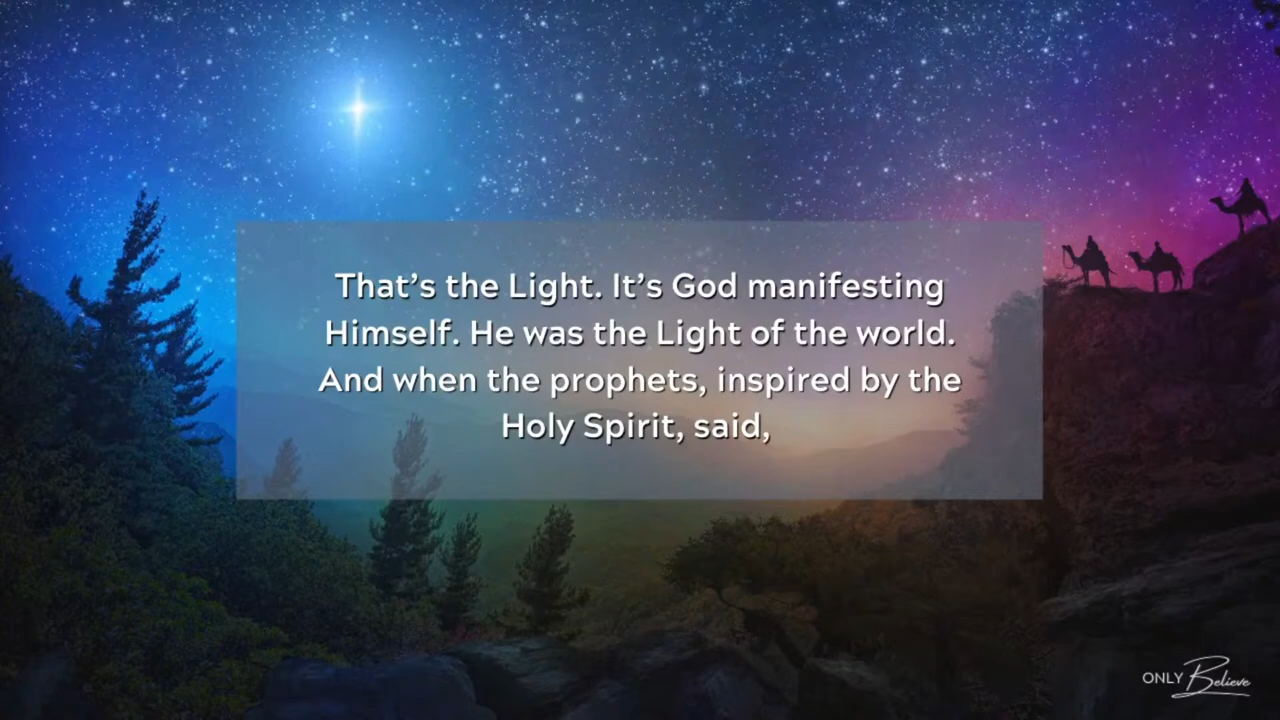 That’s the Light. It’s God manifesting
Himself. He was the Light of the world.
And when the prophets, inspired by the
Holy Spirit, said,
ONLY Believe